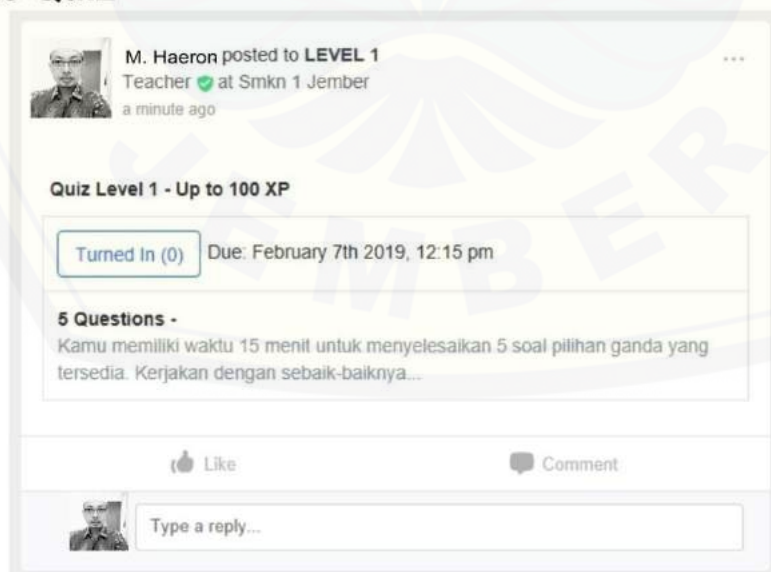 M. Haeron posted to LEVEL 1
Teacher at Smkn 1 Jember
a minute ago
Quiz Level 1 - Up to 100 XP
Turned In (0) Due: February 7th 2019, 12:15 pm
5 Questions -
Kamu memiliki waktu 15 menit untuk menyelesaikan 5 soal pilihan ganda yang
tersedia. Kerjakan dengan sebaik-baiknya...
Like Comment
Type a reply...
JEMBER